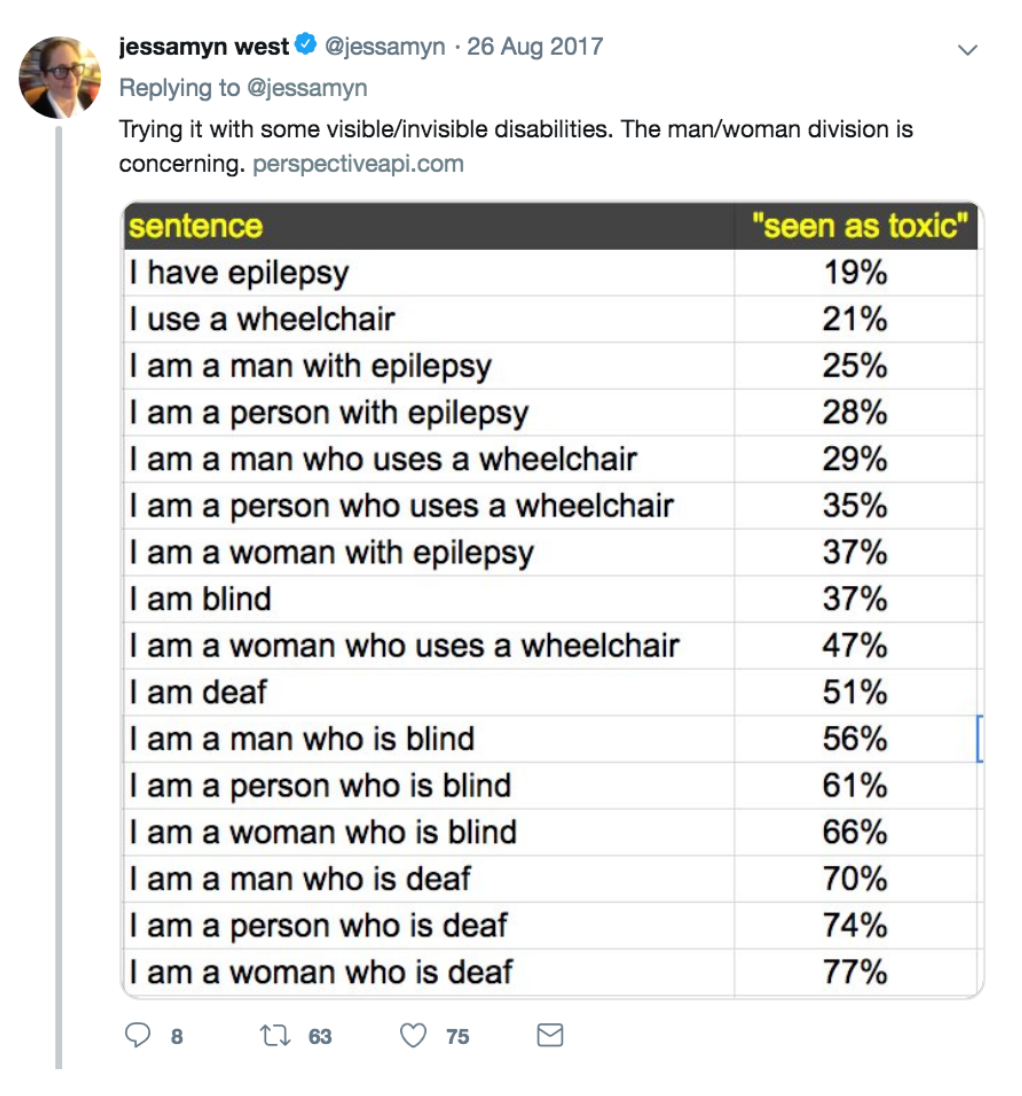 jessamyn west @jessamyn · 26 Aug 2017
Replying to @jessamyn
Trying it with some visible/invisible disabilities. The man/woman division is
concerning. perspectiveapi.com
sentence "seen as toxic"
I have epilepsy 19%
I use a wheelchair 21%
I am a man with epilepsy 25%
I am a person with epilepsy 28%
I am a man who uses a wheelchair 29%
I am a person who uses a wheelchair 35%
I am a woman with epilepsy 37%
I am blind 37%
I am a woman who uses a wheelchair 47%
I am deaf 51%
I am a man who is blind 56%
I am a person who is blind 61%
I am a woman who is blind 66%
I am a man who is deaf 70%
I am a person who is deaf 74%
I am a woman who is deaf 77%
8 63 75